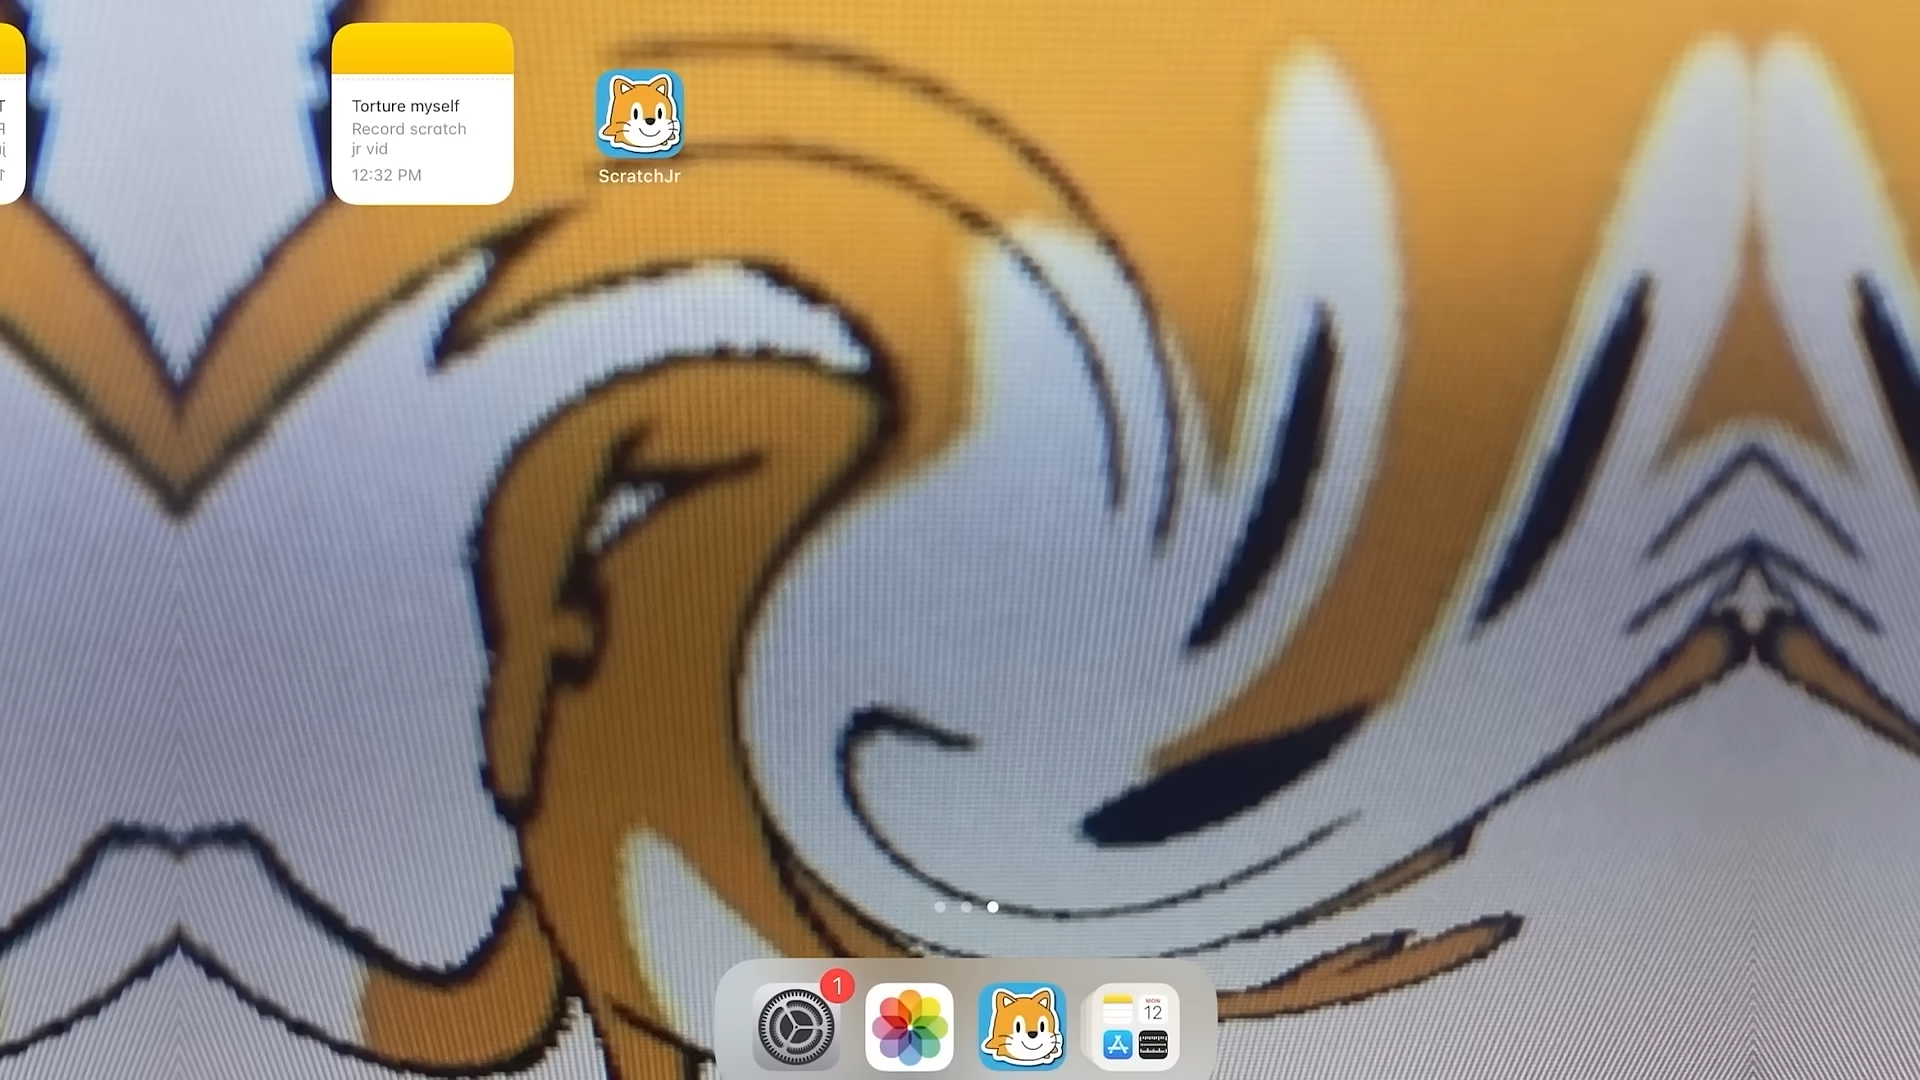 Torture myself
Record scratch
jr vid
12:32 PM
ScratchJr
1
MON
12